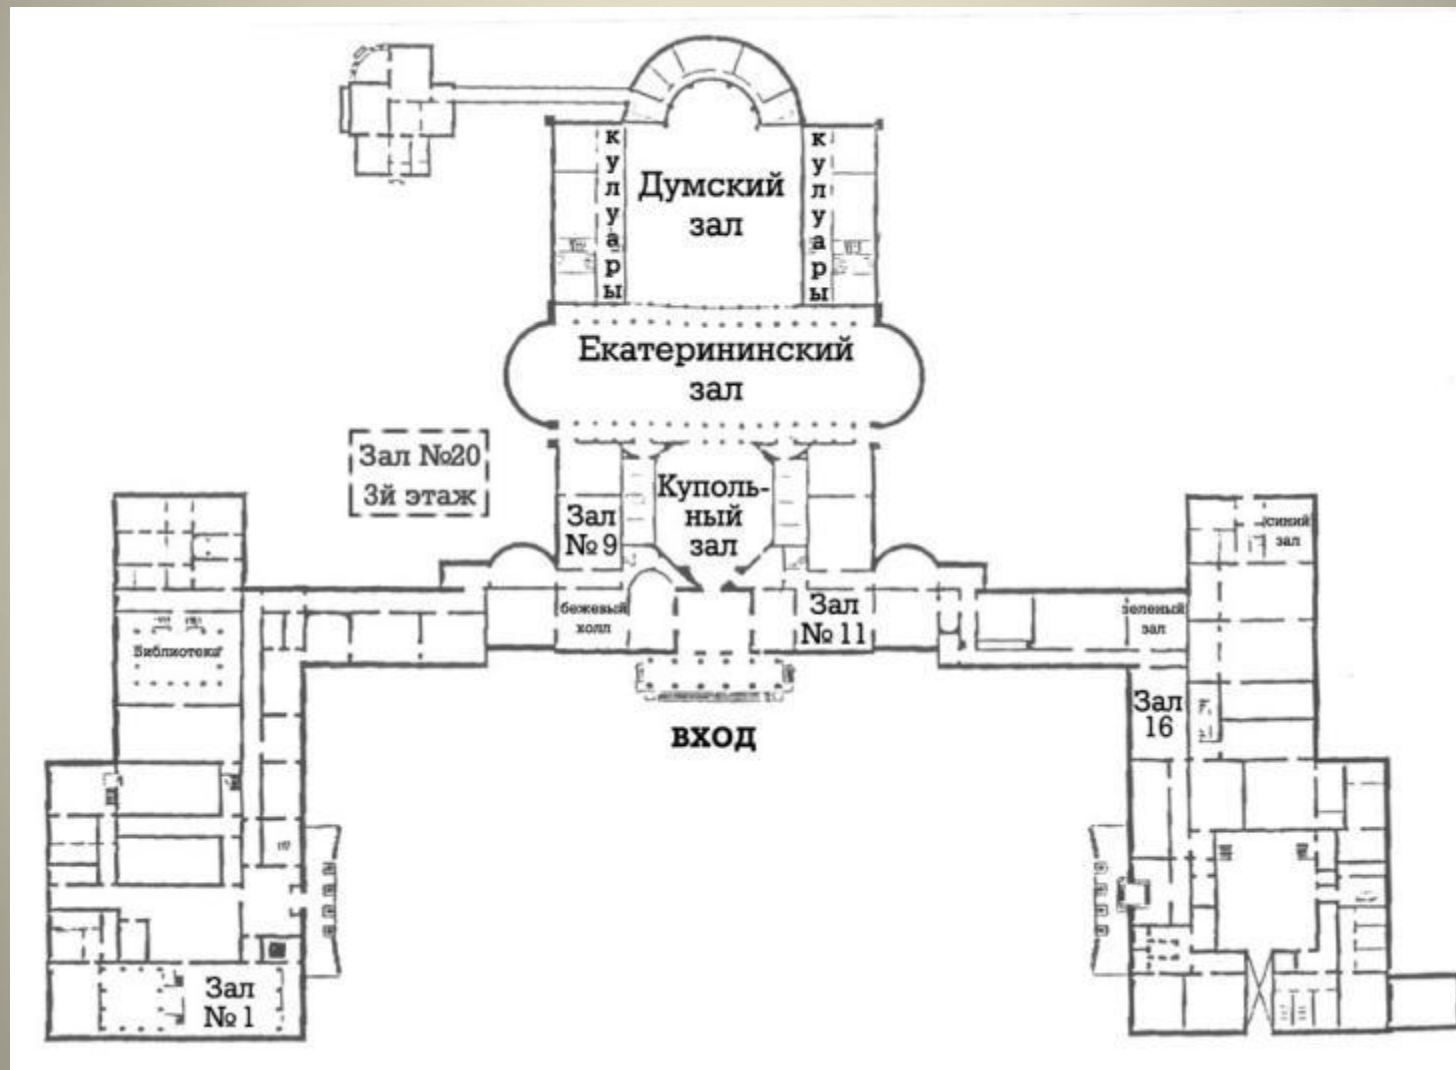 кулуары
Думский
зал
кулуары
Екатерининский
зал
Зал №20
3й этаж
Зал
№ 9
Куполь-
ный
зал
синий
зал
бежевый
холл
Зал
№ 11
зеленый
зал
Библиотека
вход
Зал
16
Зал
№ 1